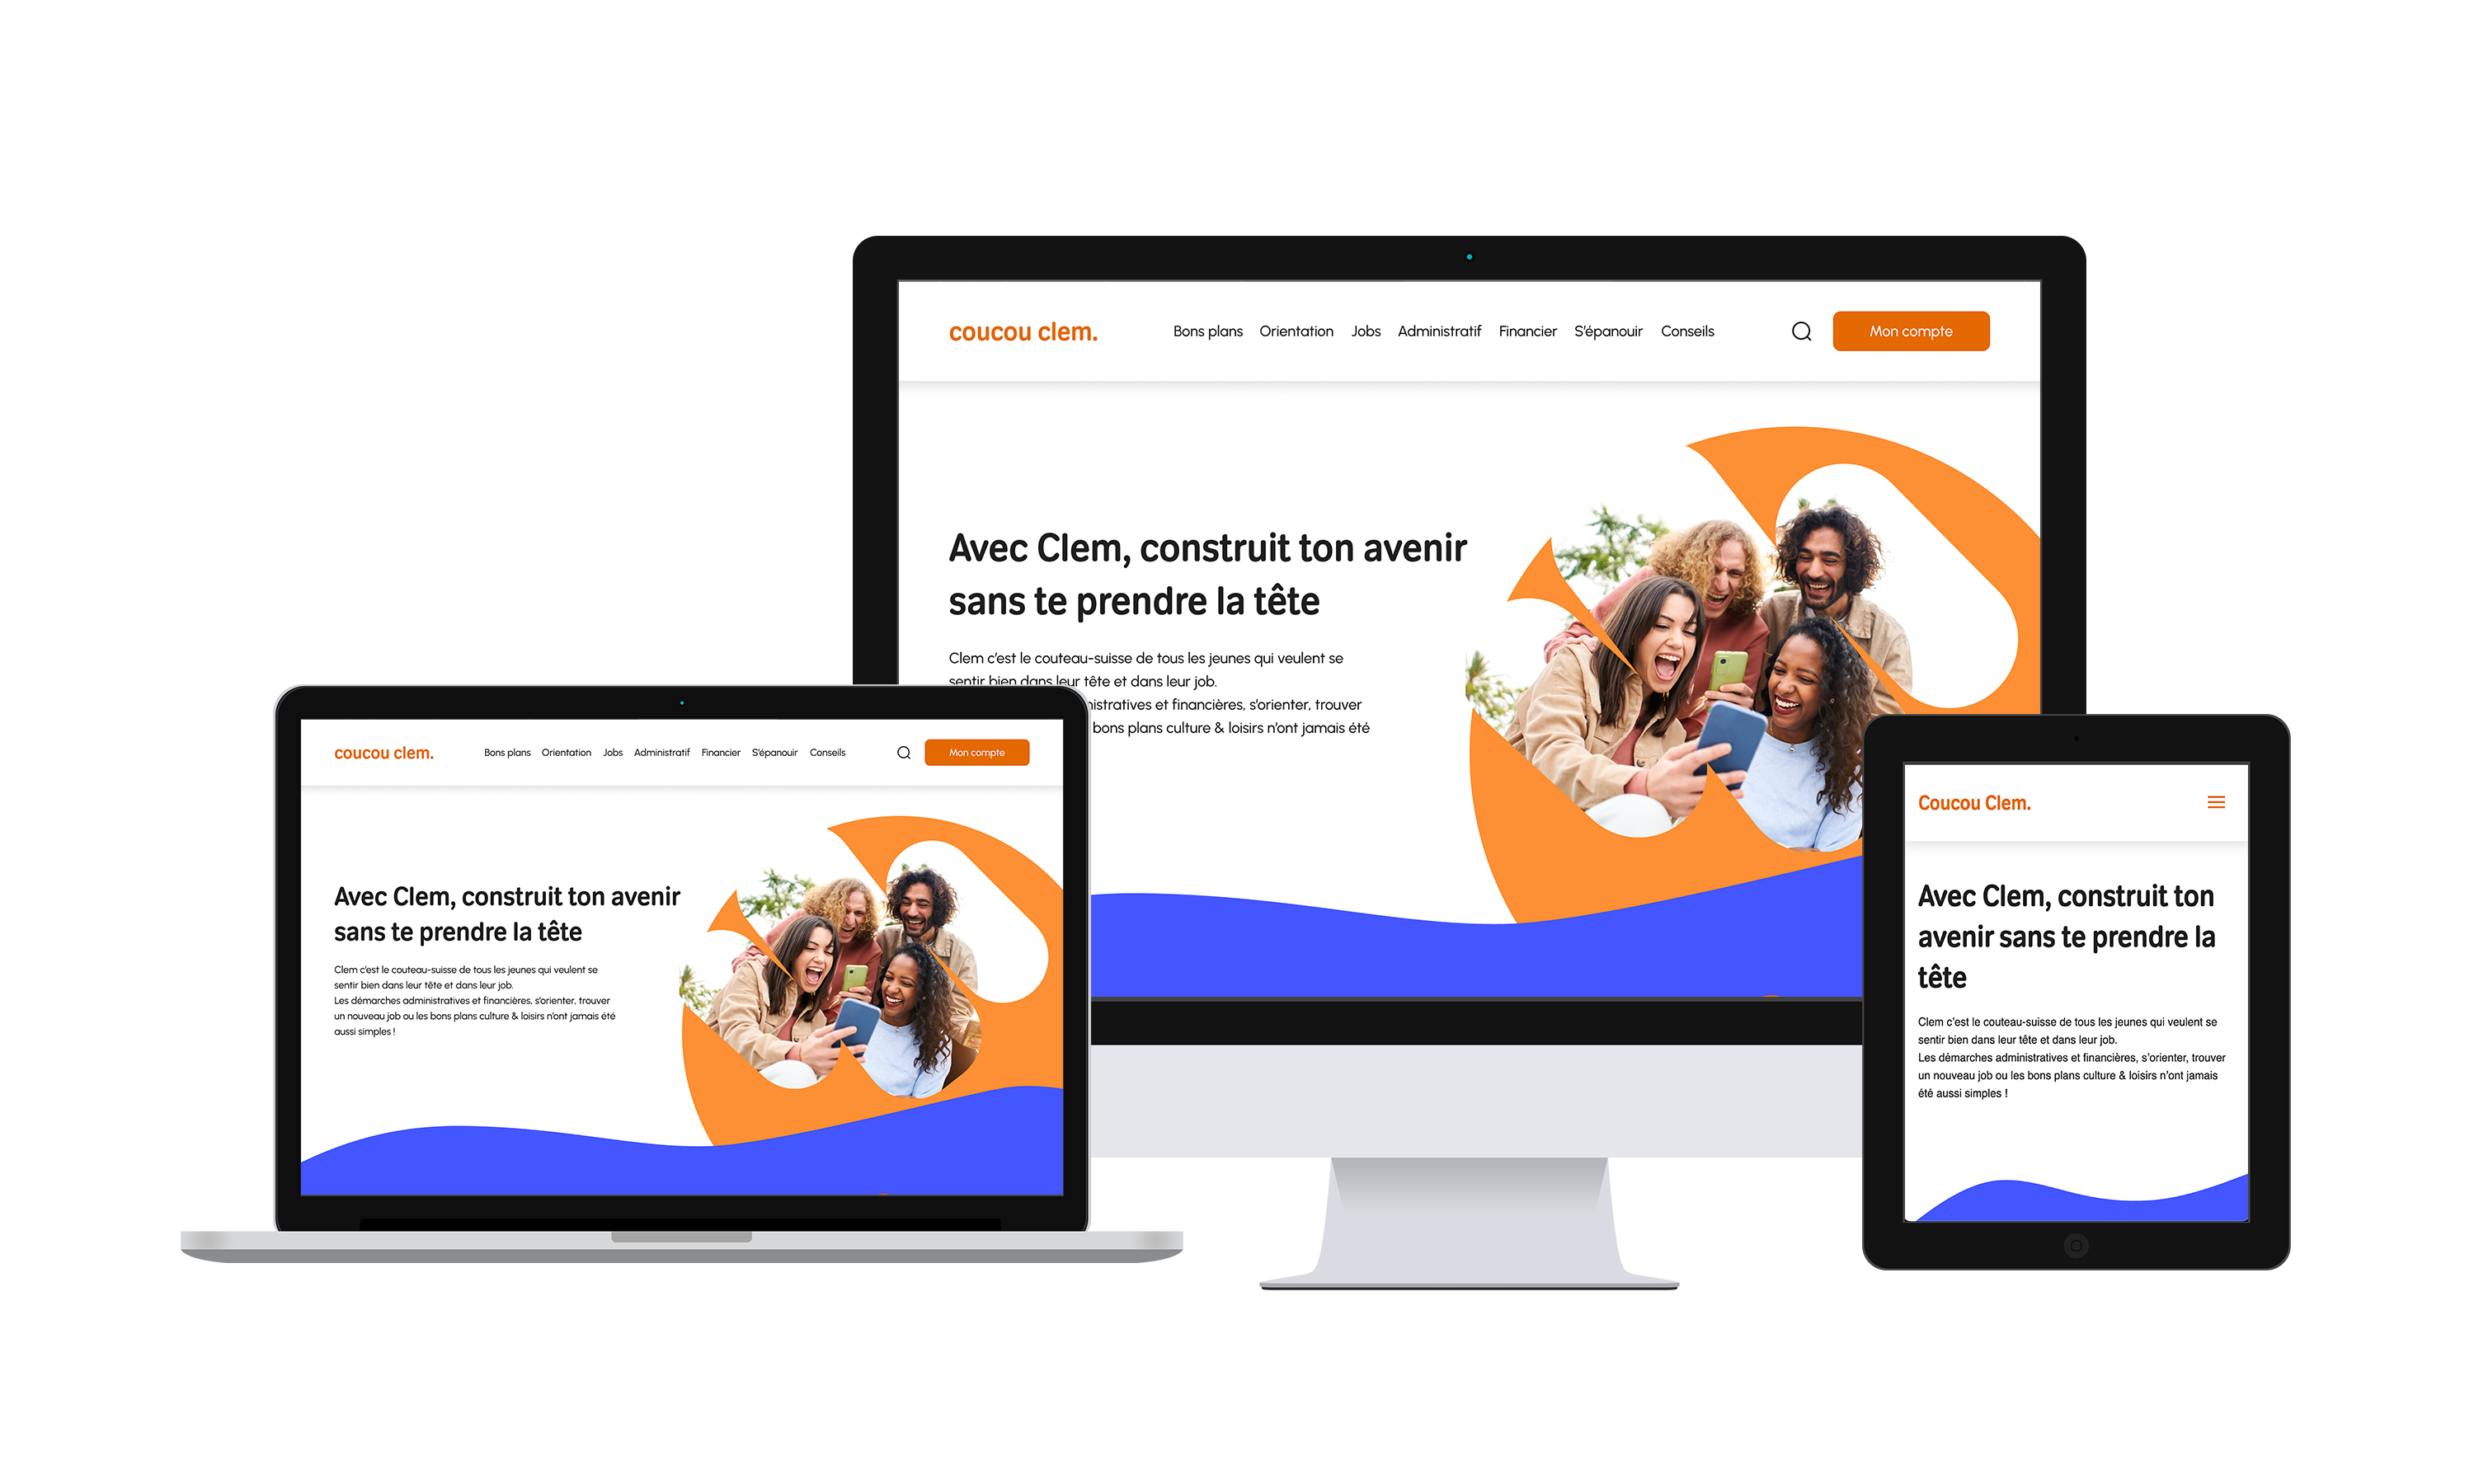 coucou clem.
Bons plans Orientation Jobs Administratif Financier S'épanouir Conseils
Mon compte
Avec Clem, construit ton avenir
sans te prendre la tête
Clem c'est le couteau-suisse de tous les jeunes qui veulent se
sentir bien dans leur tête et dans leur job.
istratives et financières, s'orienter, trouver
bons plans culture & loisirs n'ont jamais été
coucou clem.
Bons plans Orientation Jobs Administratif Financier S'épanouir Conseils
Mon compte
Avec Clem, construit ton avenir
sans te prendre la tête
Clem c'est le couteau-suisse de tous les jeunes qui veulent se
sentir bien dans leur tête et dans leur job.
Les démarches administratives et financières, s'orienter, trouver
un nouveau job ou les bons plans culture & loisirs n'ont jamais été
aussi simples !
Coucou Clem.
Avec Clem, construit ton
avenir sans te prendre la
tête
Clem c'est le couteau-suisse de tous les jeunes qui veulent se
sentir bien dans leur tête et dans leur job.
Les démarches administratives et financières, s'orienter, trouver
un nouveau job ou les bons plans culture & loisirs n'ont jamais
été aussi simples !